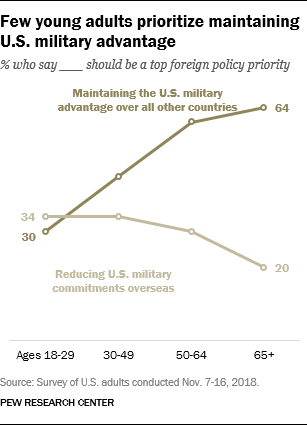 Few young adults prioritize maintaining
U.S. military advantage
% who say ___ should be a top foreign policy priority
Maintaining the U.S. military
advantage over all other countries
64
34
30
20
Reducing U.S. military
commitments overseas
Ages 18-29 30-49 50-64 65+
Source: Survey of U.S. adults conducted Nov. 7-16, 2018.
PEW RESEARCH CENTER